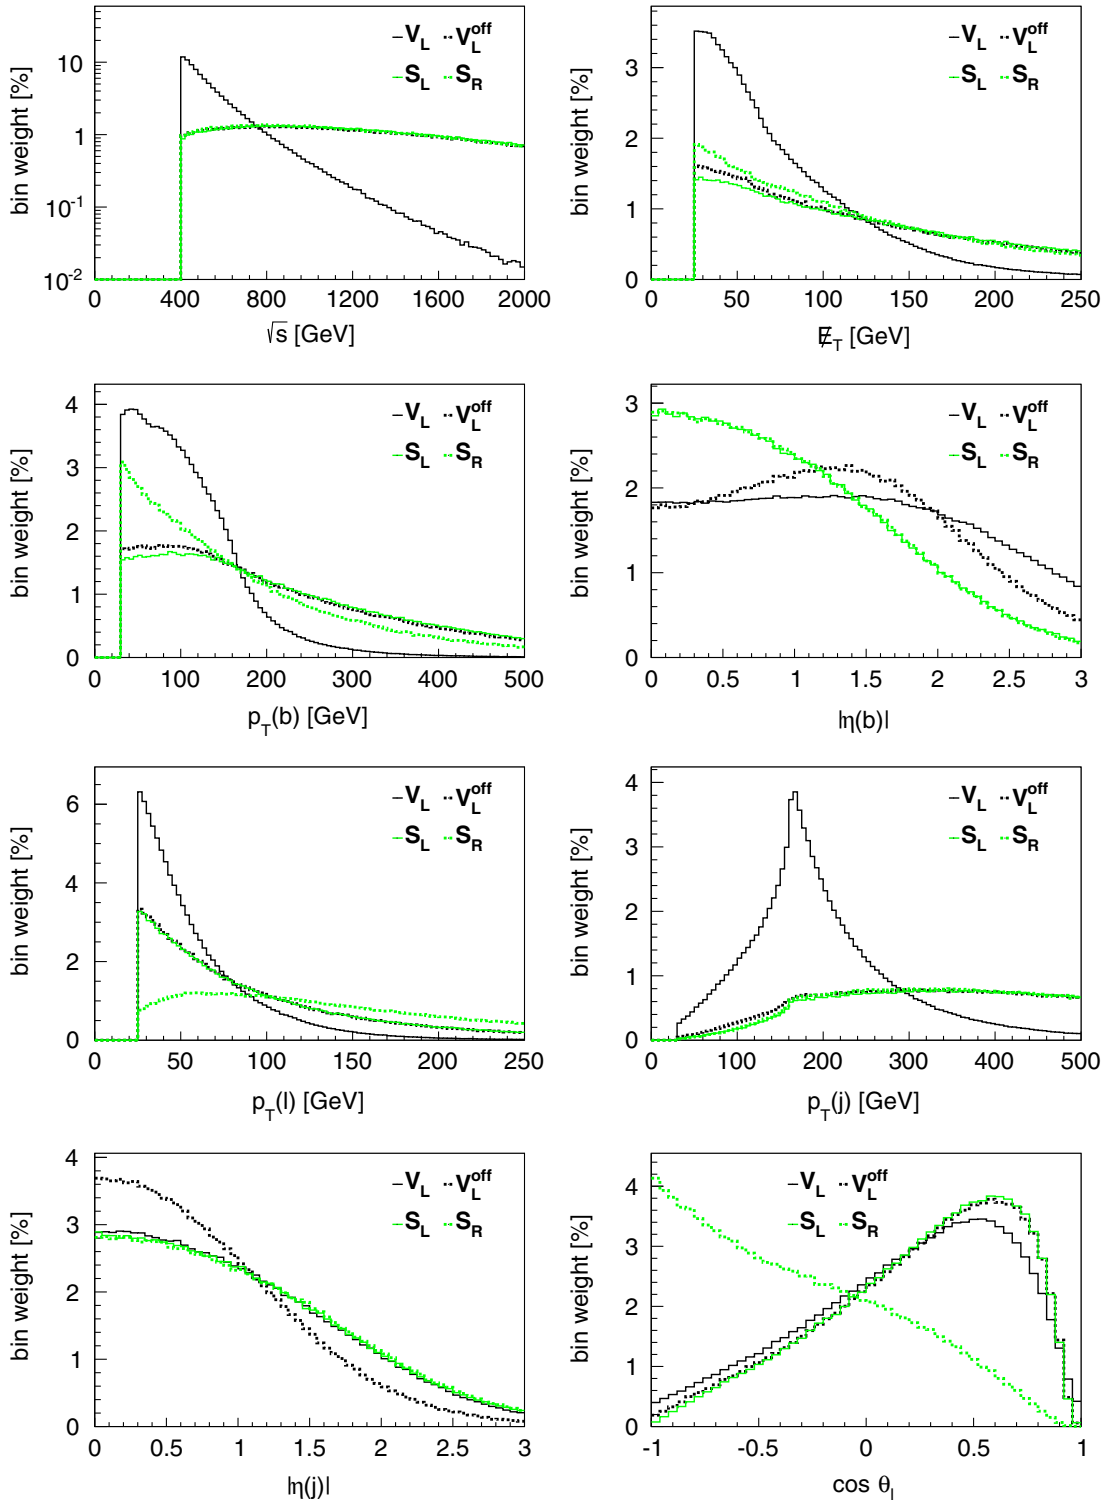 bin weight [%]
10
1
10⁻¹
10⁻²
V_L V_L^off
S_L S_R
0 400 800 1200 1600 2000
√s [GeV]
bin weight [%]
3
2
1
0
V_L V_L^off
S_L S_R
0 50 100 150 200 250
E̸_T [GeV]
bin weight [%]
4
3
2
1
0
V_L V_L^off
S_L S_R
0 100 200 300 400 500
p_T(b) [GeV]
bin weight [%]
3
2
1
0
V_L V_L^off
S_L S_R
0 0.5 1 1.5 2 2.5 3
|η(b)|
bin weight [%]
6
4
2
0
V_L V_L^off
S_L S_R
0 50 100 150 200 250
p_T(l) [GeV]
bin weight [%]
4
3
2
1
0
V_L V_L^off
S_L S_R
0 100 200 300 400 500
p_T(j) [GeV]
bin weight [%]
4
3
2
1
0
V_L V_L^off
S_L S_R
0 0.5 1 1.5 2 2.5 3
|η(j)|
bin weight [%]
4
3
2
1
0
V_L V_L^off
S_L S_R
-1 -0.5 0 0.5 1
cos θ_l